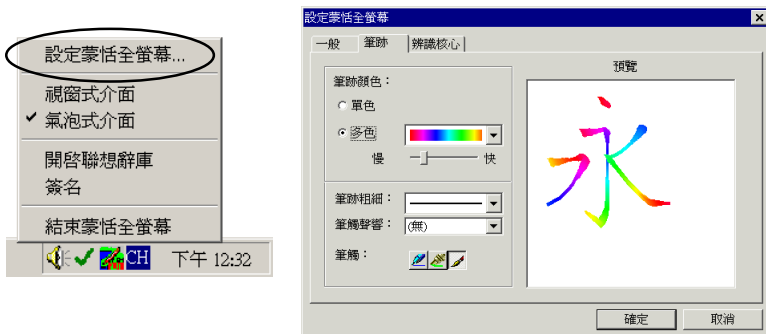 設定蒙恬全螢幕...
視窗式介面
氣泡式介面
開啓聯想辭庫
簽名
結束蒙恬全螢幕
CH 下午 12:32
設定蒙恬全螢幕
一般 筆跡 辨識核心
筆跡顏色：
單色
多色
慢 快
筆跡粗細：
筆觸聲響： (無)
筆觸：
預覽
永
確定 取消